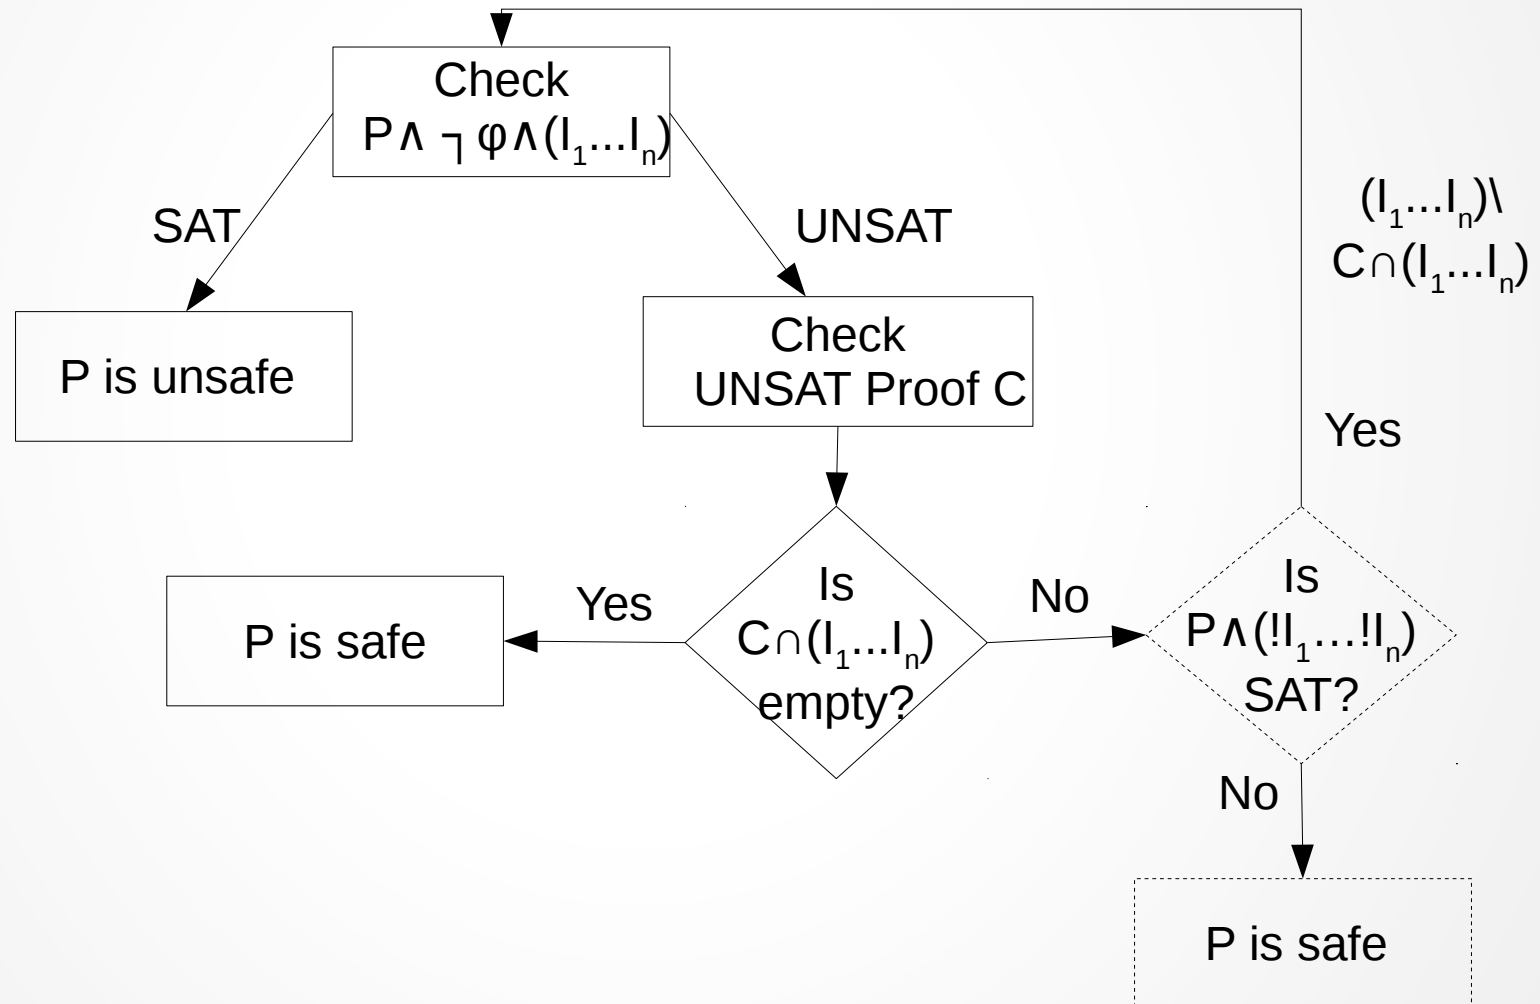 Check
P∧ ┐φ∧(I₁...Iₙ)
SAT
UNSAT
(I₁...Iₙ)\
C∩(I₁...Iₙ)
P is unsafe
Check
UNSAT Proof C
Yes
Is
C∩(I₁...Iₙ)
empty?
Yes
No
P is safe
Is
P∧(!I₁…!Iₙ)
SAT?
No
P is safe